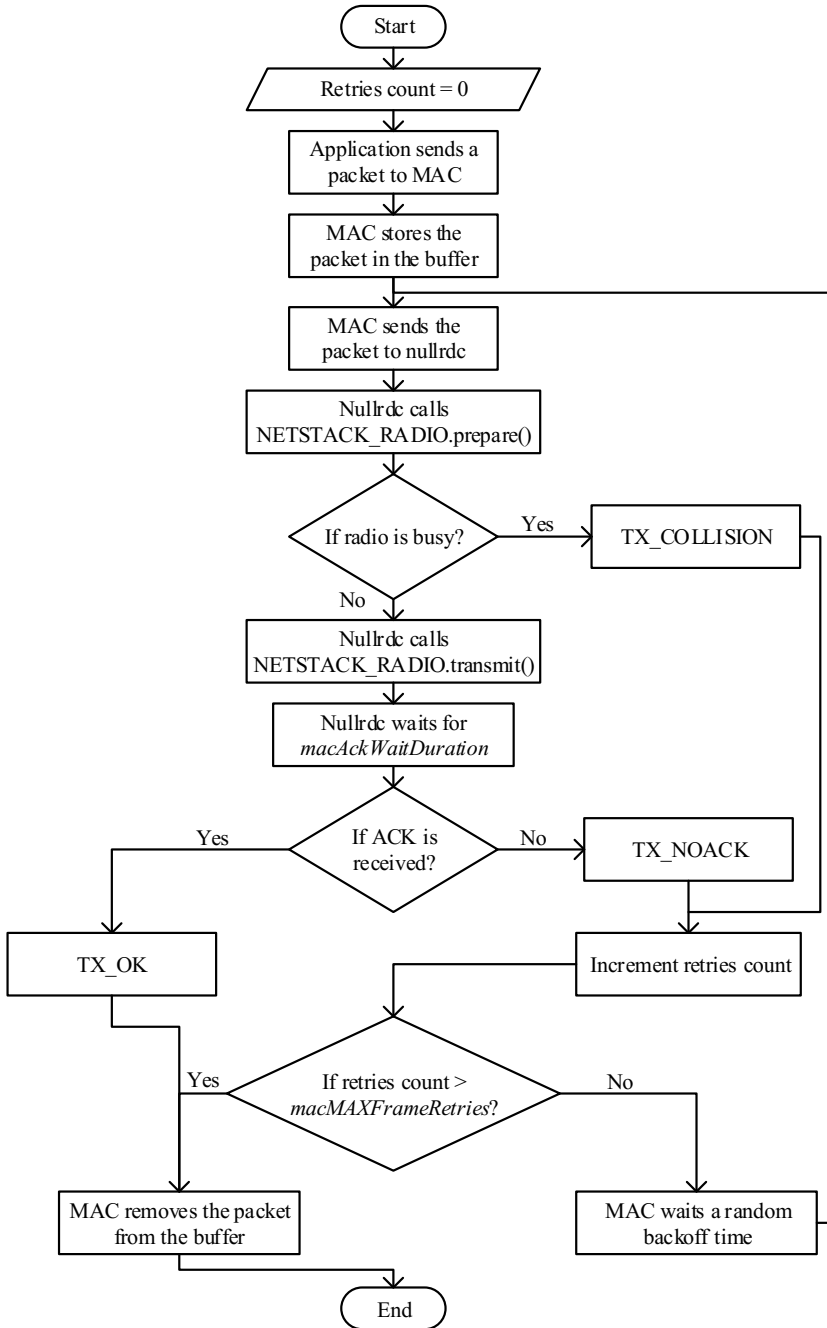 Start
Retries count = 0
Application sends a
packet to MAC
MAC stores the
packet in the buffer
MAC sends the
packet to nullrdc
Nullrdc calls
NETSTACK_RADIO.prepare()
If radio is busy?
Yes
TX_COLLISION
No
Nullrdc calls
NETSTACK_RADIO.transmit()
Nullrdc waits for
macAckWaitDuration
Yes
If ACK is
received?
No
TX_NOACK
TX_OK
Increment retries count
Yes
If retries count >
macMAXFrameRetries?
No
MAC removes the packet
from the buffer
MAC waits a random
backoff time
End